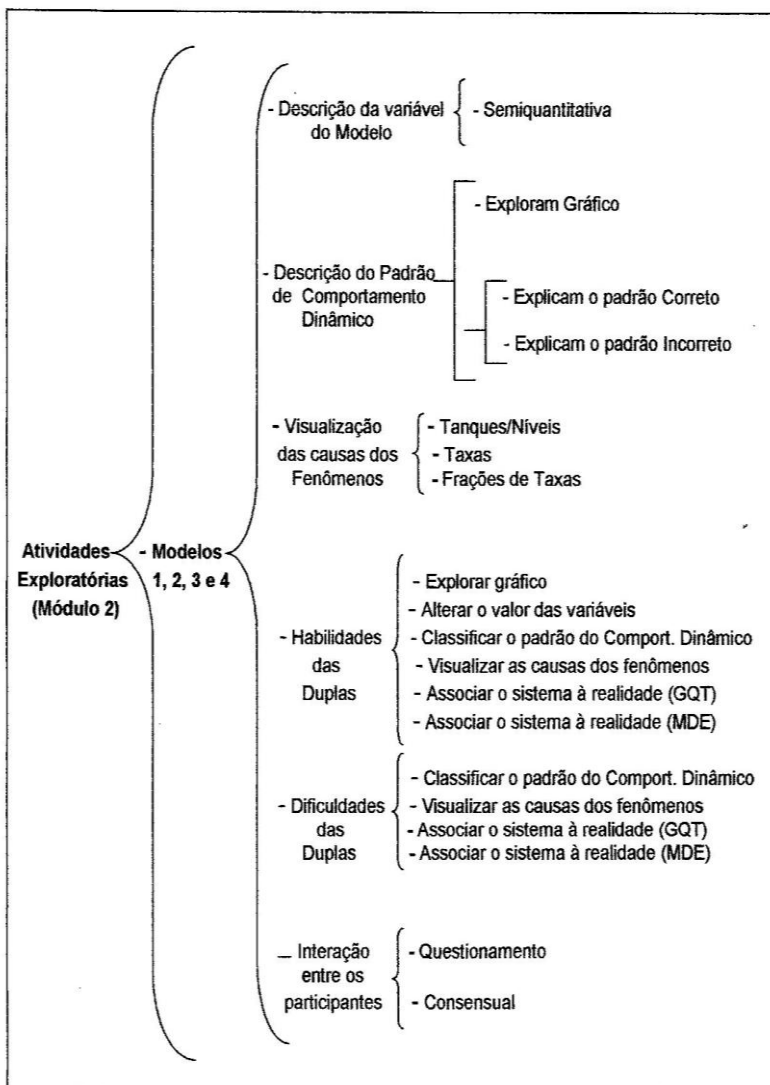 - Descrição da variável
do Modelo
- Semiquantitativa
- Descrição do Padrão
de Comportamento
Dinâmico
- Exploram Gráfico
- Explicam o padrão Correto
- Explicam o padrão Incorreto
- Visualização
das causas dos
Fenômenos
- Tanques/Níveis
- Taxas
- Frações de Taxas
Atividades
Exploratórias
(Módulo 2)
- Modelos
1, 2, 3 e 4
- Habilidades
das
Duplas
- Explorar gráfico
- Alterar o valor das variáveis
- Classificar o padrão do Comport. Dinâmico
- Visualizar as causas dos fenômenos
- Associar o sistema à realidade (GQT)
- Associar o sistema à realidade (MDE)
- Dificuldades
das
Duplas
- Classificar o padrão do Comport. Dinâmico
- Visualizar as causas dos fenômenos
- Associar o sistema à realidade (GQT)
- Associar o sistema à realidade (MDE)
- Interação
entre os
participantes
- Questionamento
- Consensual